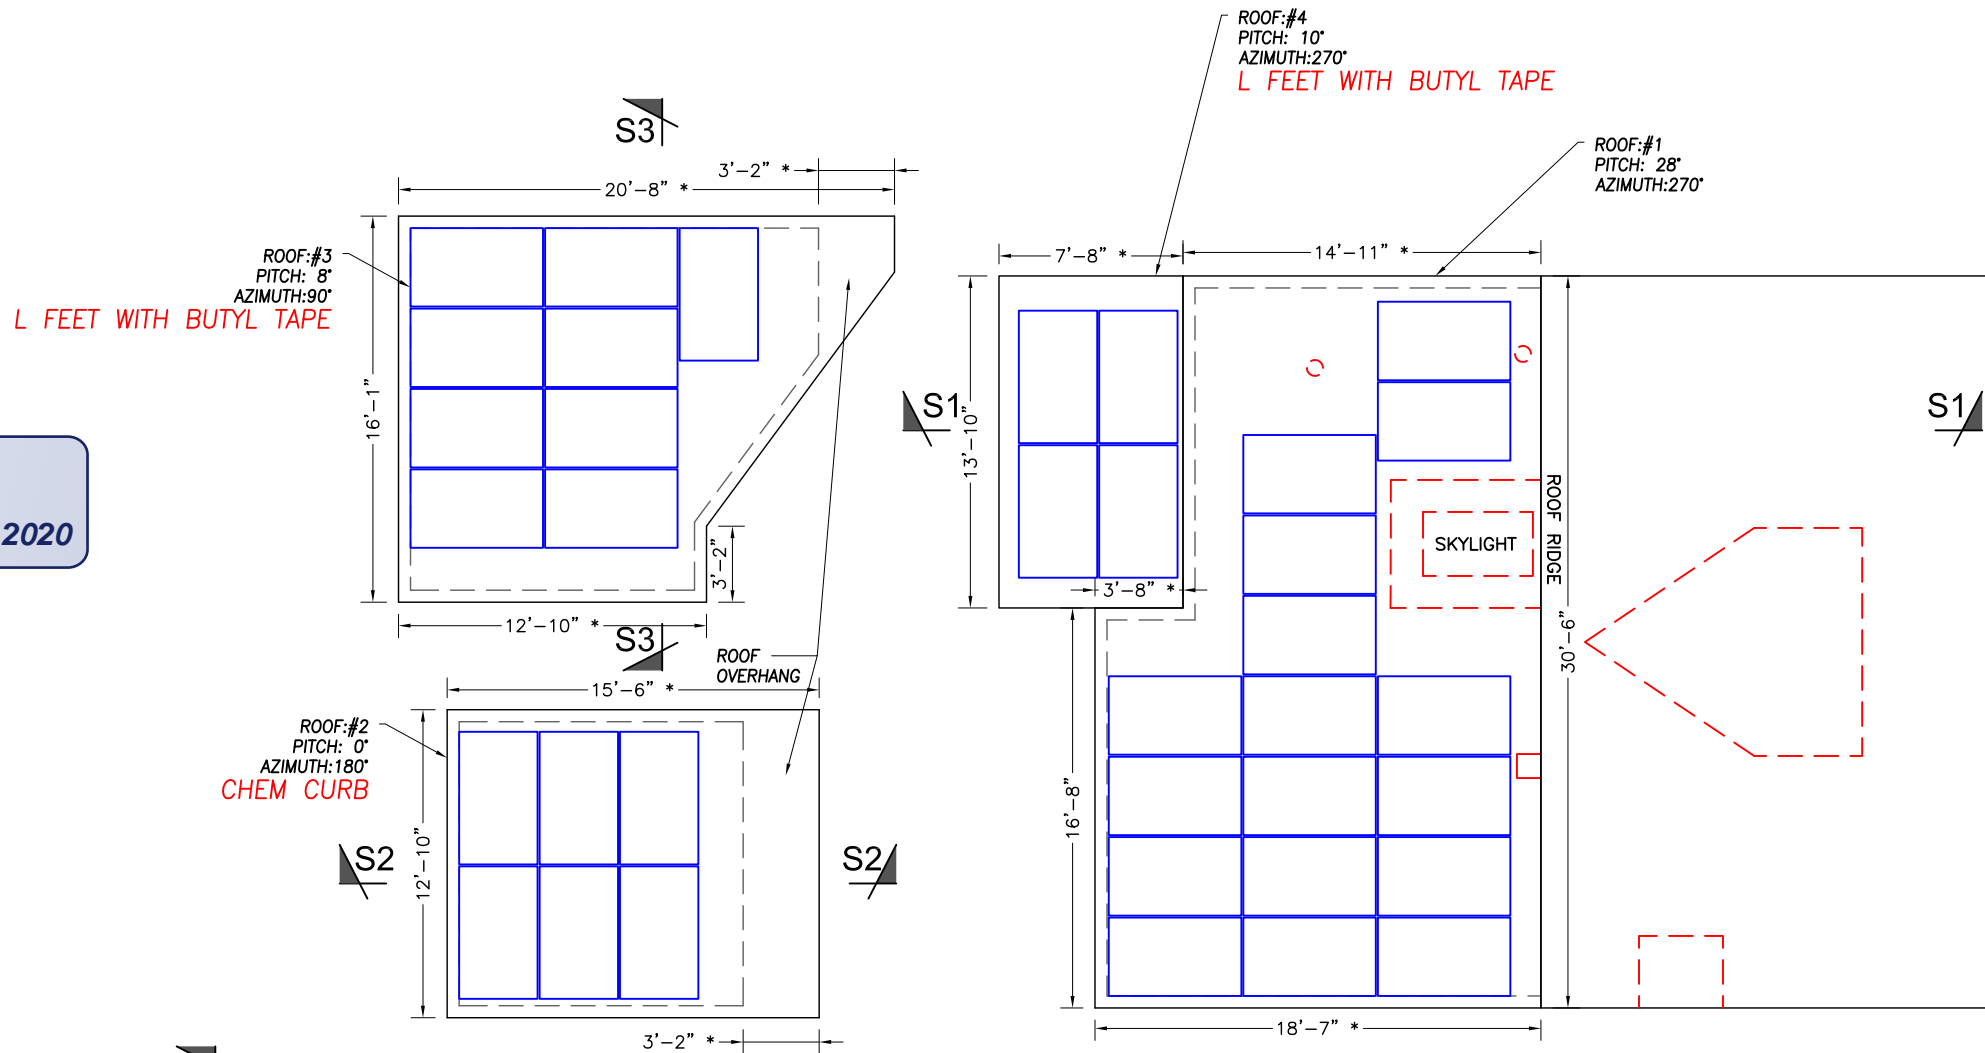 ROOF:#4
PITCH: 10°
AZIMUTH:270°
L FEET WITH BUTYL TAPE
S3
ROOF:#1
PITCH: 28°
AZIMUTH:270°
3'-2" *
20'-8" *
ROOF:#3
PITCH: 8°
AZIMUTH:90°
L FEET WITH BUTYL TAPE
7'-8" *
14'-11" *
16'-1"
S1
13'-10"
S1
2020
SKYLIGHT
ROOF RIDGE
3'-2"
3'-8" *
12'-10" *
S3
30'-6"
ROOF
OVERHANG
15'-6" *
ROOF:#2
PITCH: 0°
AZIMUTH:180°
CHEM CURB
16'-8"
S2
12'-10"
S2
18'-7" *
3'-2" *